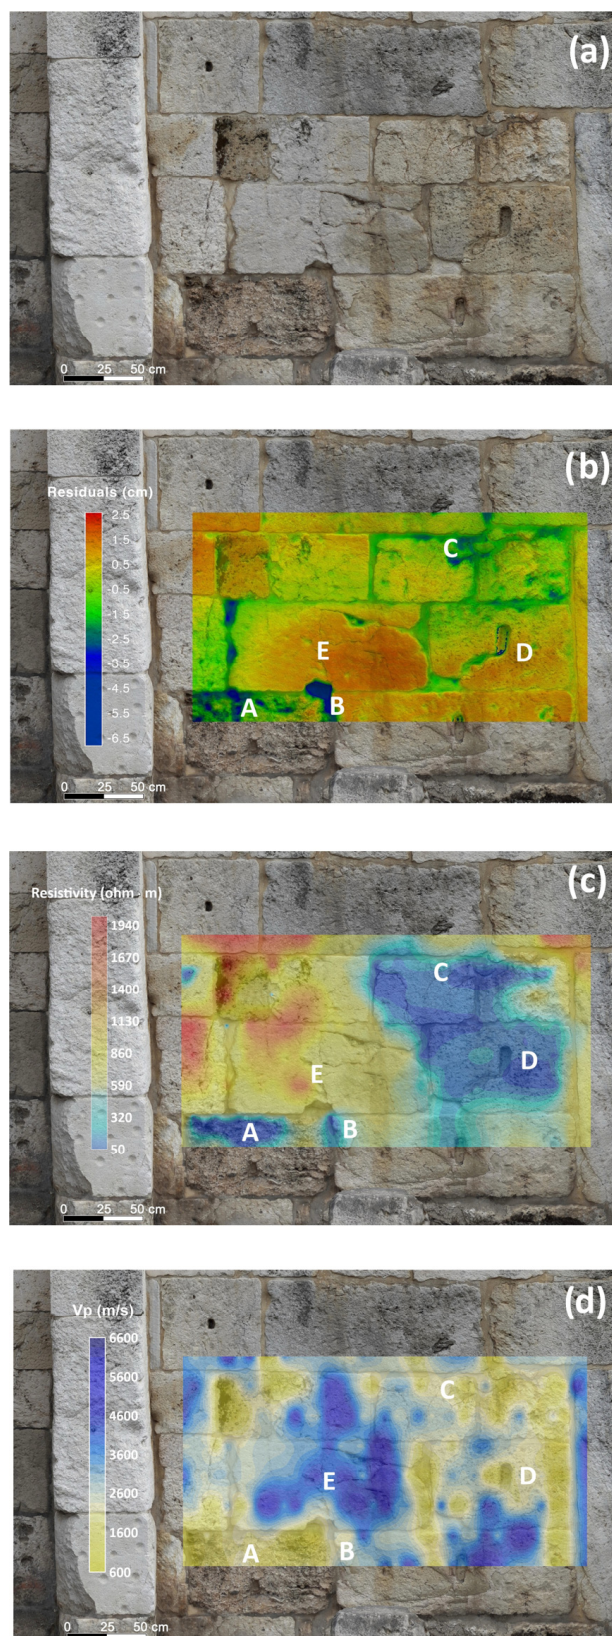 (a)
0 25 50 cm
(b)
Residuals (cm)
2.5
1.5
0.5
-0.5
-1.5
-2.5
-3.5
-4.5
-5.5
-6.5
C
E
D
A
B
0 25 50 cm
(c)
Resistivity (ohm - m)
1940
1670
1400
1130
860
590
320
50
C
D
E
A
B
0 25 50 cm
(d)
Vp (m/s)
6600
5600
4600
3600
2600
1600
600
C
E
D
A
B
0 25 50 cm